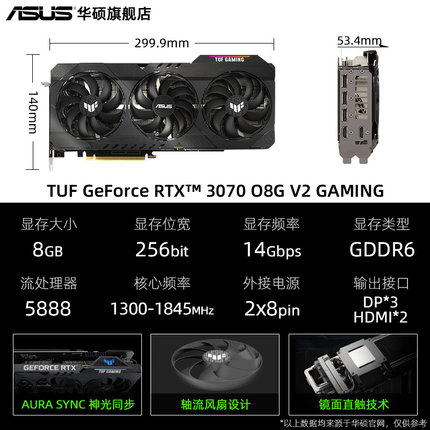 ASUS 华硕旗舰店
299.9mm
53.4mm
140mm
TUF GAMING
ASUS
TUF GeForce RTX™ 3070 O8G V2 GAMING
显存大小 显存位宽 显存频率 显存类型
8GB 256bit 14Gbps GDDR6
流处理器 核心频率 外接电源 输出接口
5888 1300-1845MHz 2x8pin DP*3
HDMI*2
GEFORCE RTX TUF GAMING
AURA SYNC 神光同步 轴流风扇设计 镜面直触技术
*以上数据均来源于华硕官网，仅供参考!